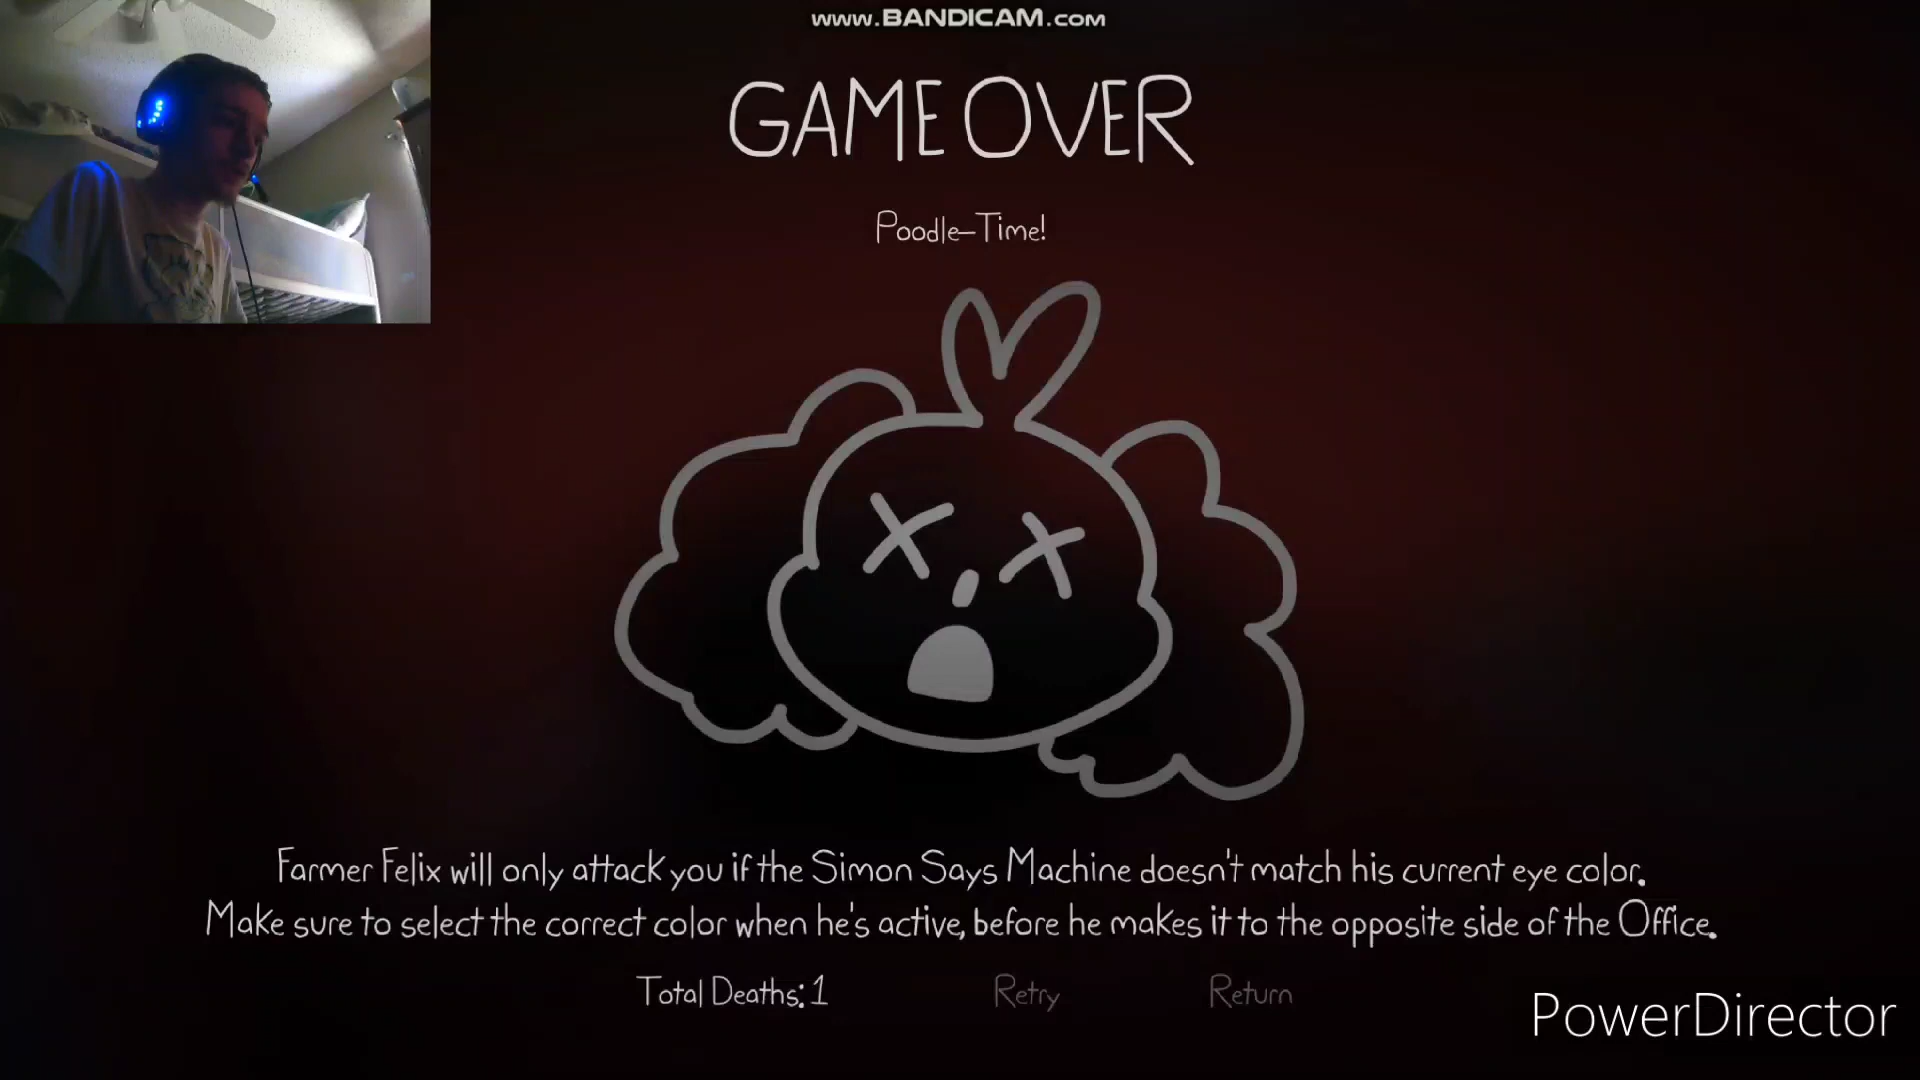 www.BANDICAM.com
GAME OVER
Poodle-Time!
Farmer Felix will only attack you if the Simon Says Machine doesn't match his current eye color.
Make sure to select the correct color when he's active, before he makes it to the opposite side of the Office.
Total Deaths: 1 Retry Return
PowerDirector